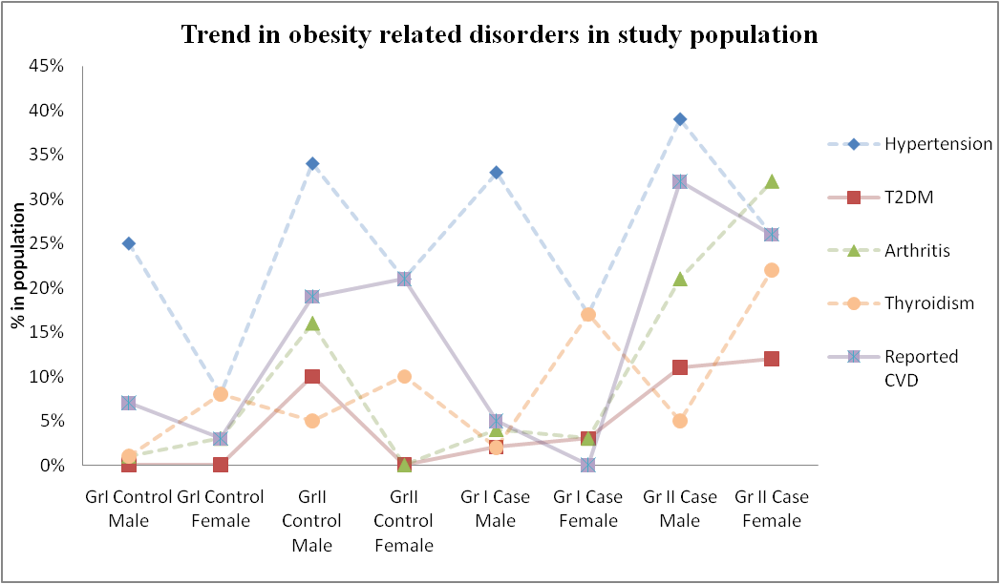 Trend in obesity related disorders in study population
45%
40%
35%
30%
25%
20%
15%
10%
5%
0%
% in population
GrI Control
Male
GrI Control
Female
GrII
Control
Male
GrII
Control
Female
Gr I Case
Male
Gr I Case
Female
Gr II Case
Male
Gr II Case
Female
Hypertension
T2DM
Arthritis
Thyroidism
Reported
CVD